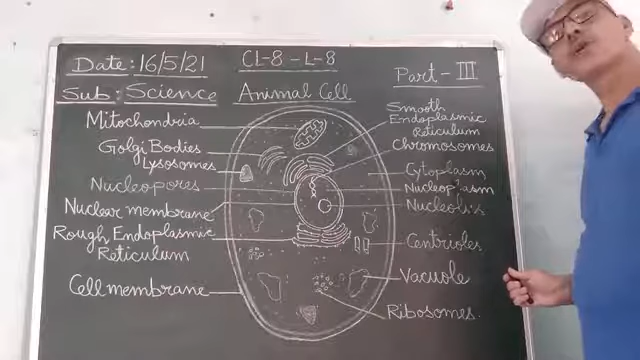 Date: 16/5/21
CL-8 - L-8
Part - III
Sub: Science
Animal Cell
Mitochondria
Golgi Bodies
Lysosomes
Nucleopores
Nuclear membrane
Rough Endoplasmic
Reticulum
Cell membrane
Smooth
Endoplasmic
Reticulum
Chromosomes
Cytoplasm
Nucleoplasm
Nucleolis
Centrioles
Vacuole
Ribosomes.